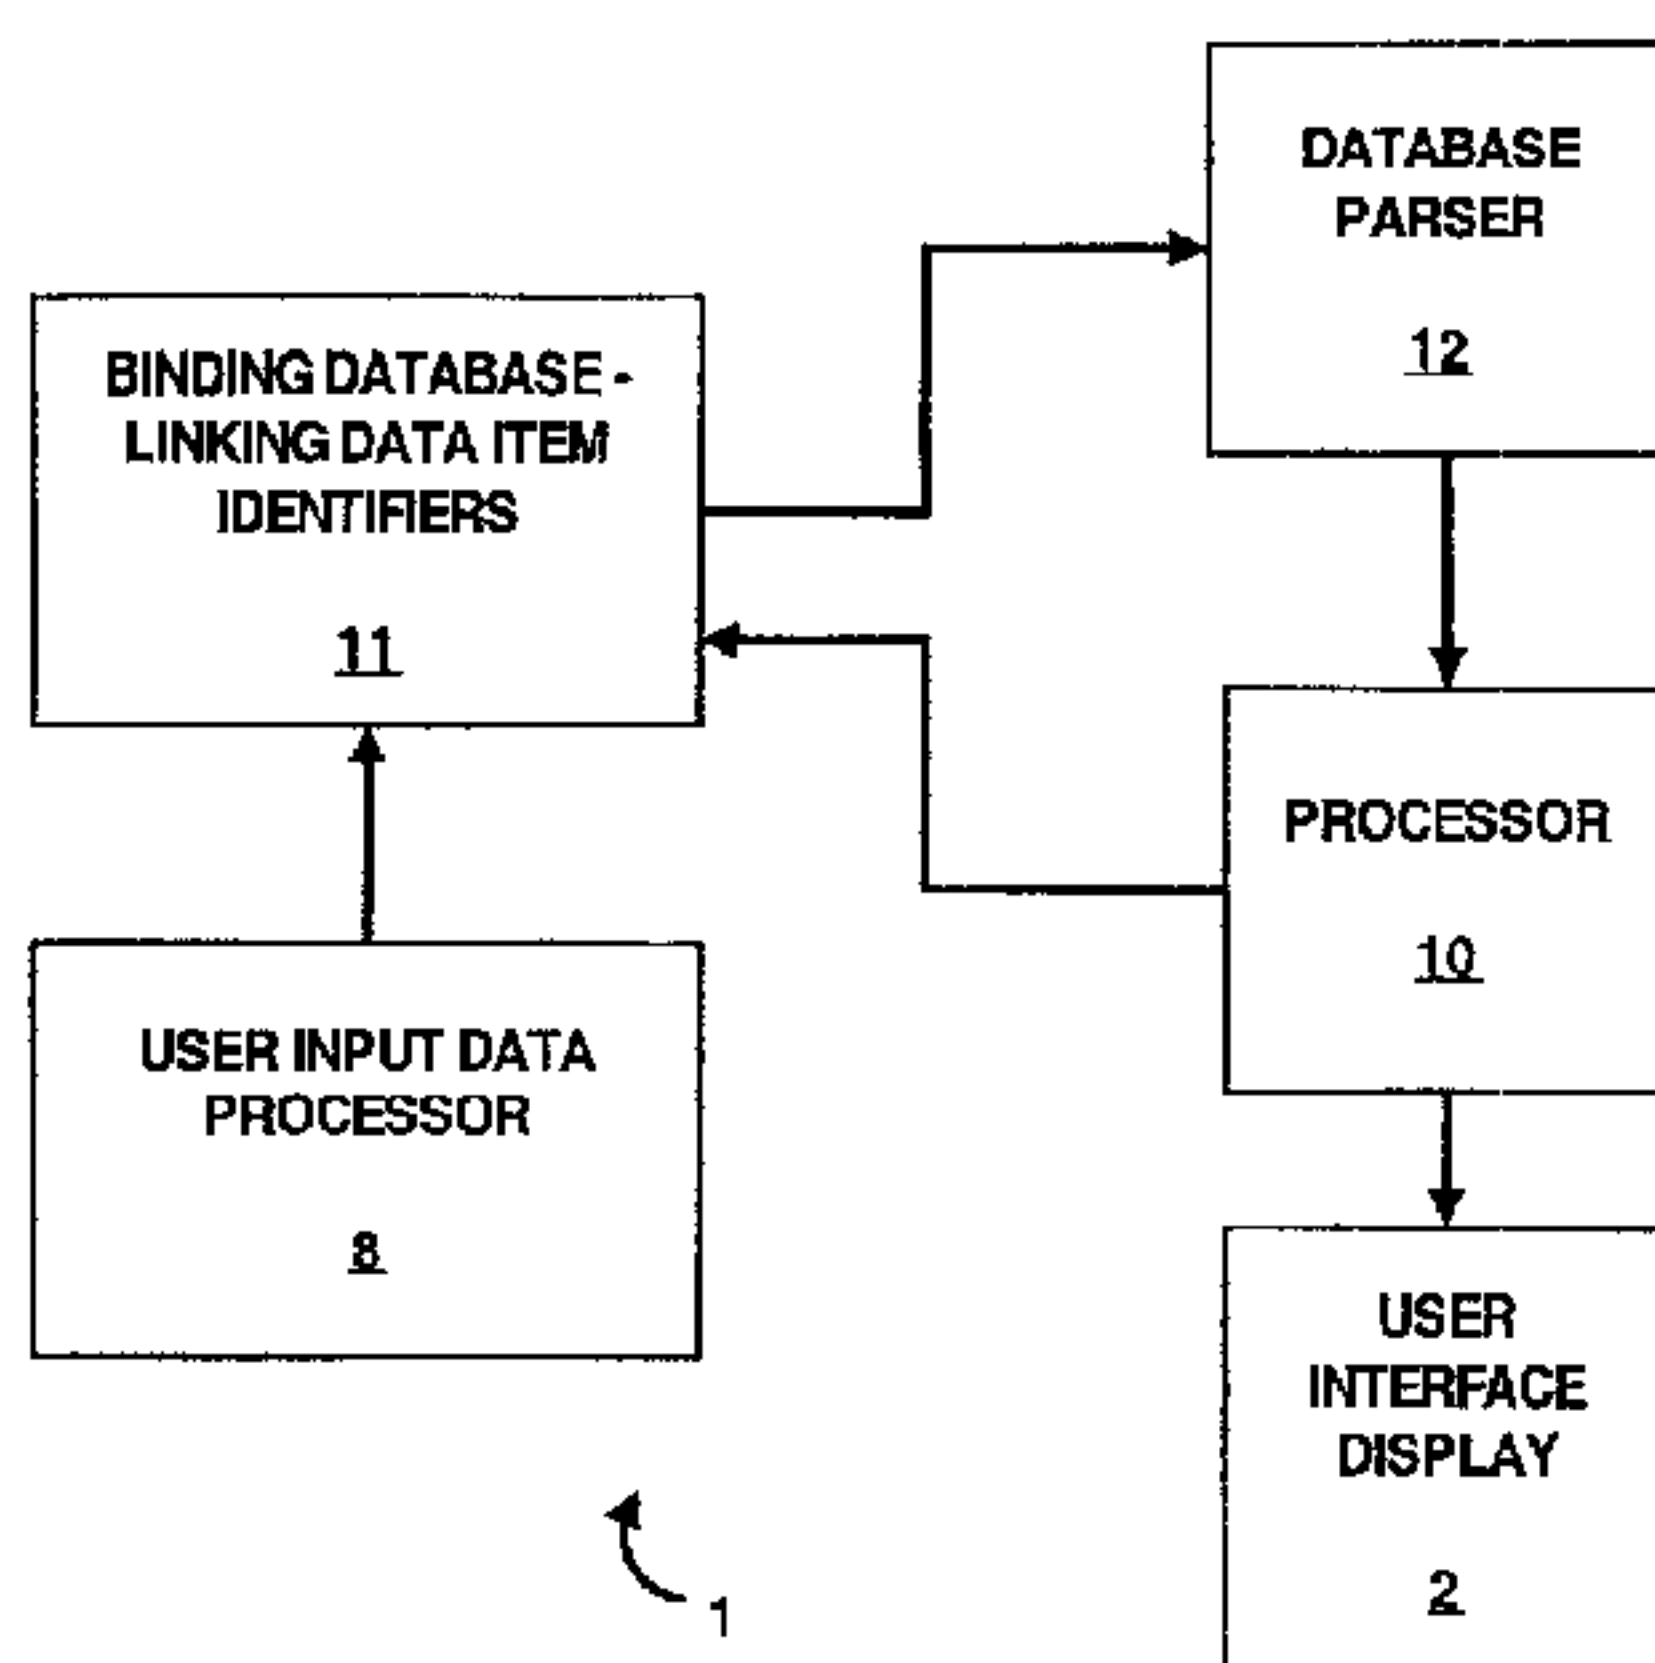 DATABASE
PARSER
12
BINDING DATABASE -
LINKING DATA ITEM
IDENTIFIERS
11
PROCESSOR
10
USER INPUT DATA
PROCESSOR
8
USER
INTERFACE
DISPLAY
2
1